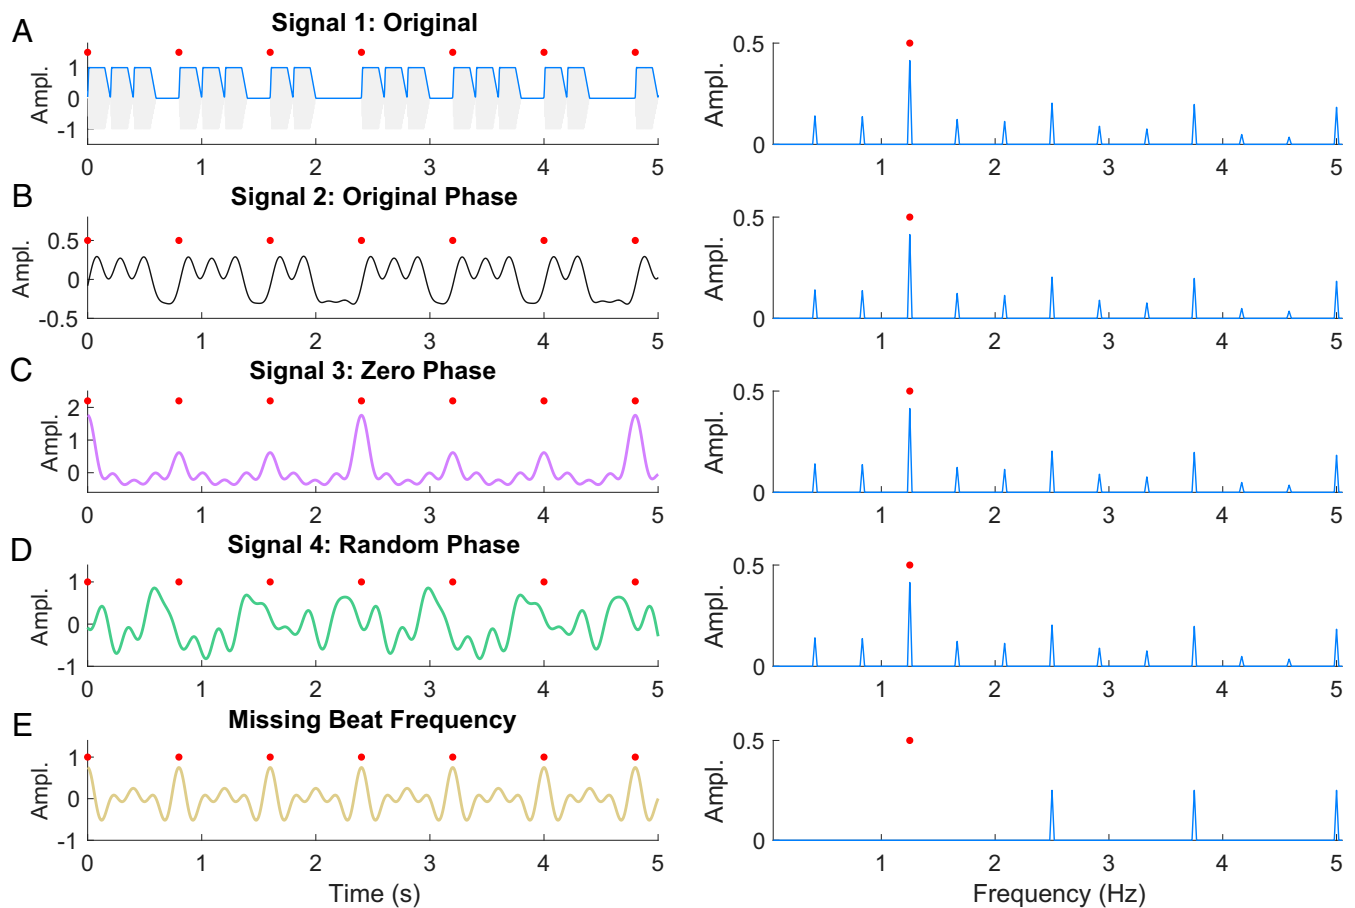 A
Signal 1: Original
Ampl.
1
0
-1
0 1 2 3 4 5
Ampl.
0.5
0
1 2 3 4 5
B
Signal 2: Original Phase
Ampl.
0.5
0
-0.5
0 1 2 3 4 5
Ampl.
0.5
0
1 2 3 4 5
C
Signal 3: Zero Phase
Ampl.
2
1
0
0 1 2 3 4 5
Ampl.
0.5
0
1 2 3 4 5
D
Signal 4: Random Phase
Ampl.
1
0
-1
0 1 2 3 4 5
Ampl.
0.5
0
1 2 3 4 5
E
Missing Beat Frequency
Ampl.
1
0
-1
0 1 2 3 4 5
Time (s)
Ampl.
0.5
0
1 2 3 4 5
Frequency (Hz)